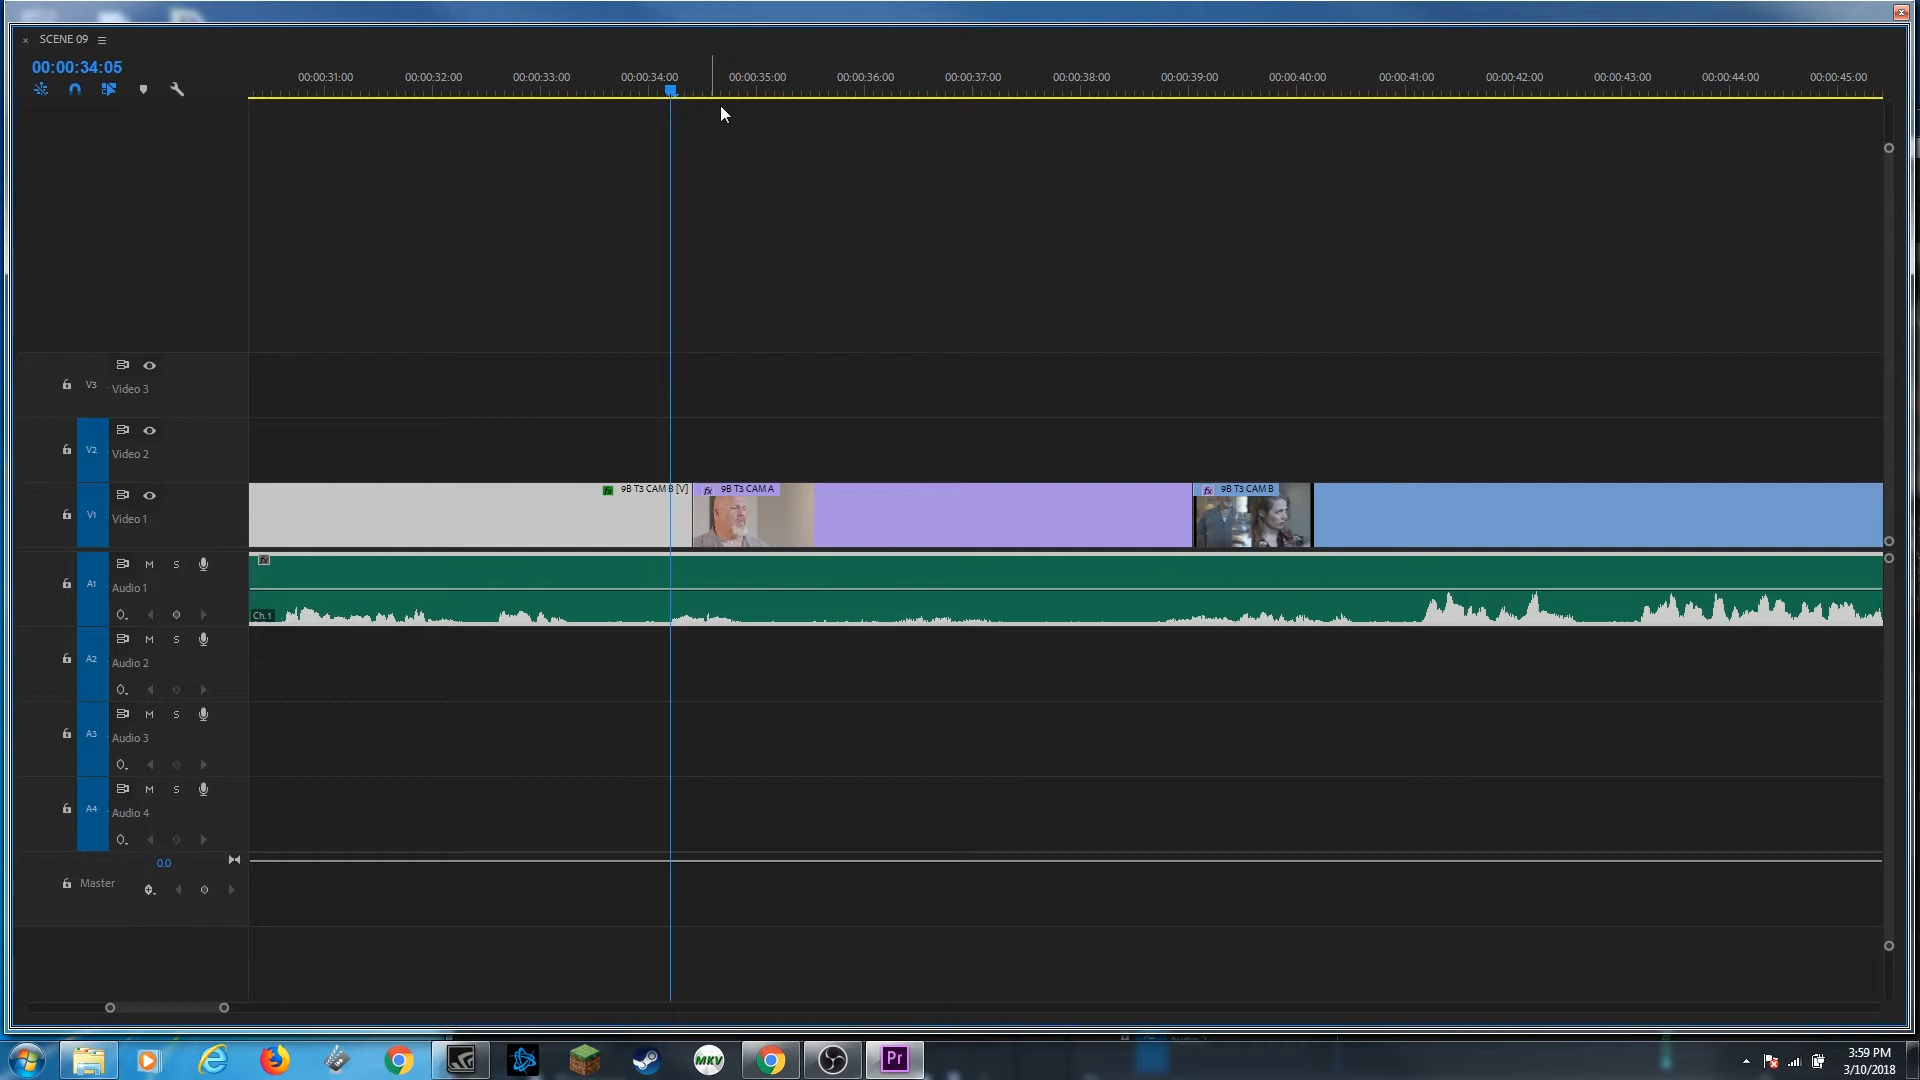 SCENE 09
00:00:34:05
00:00:31:00 00:00:32:00 00:00:33:00 00:00:34:00 00:00:35:00 00:00:36:00 00:00:37:00 00:00:38:00 00:00:39:00 00:00:40:00 00:00:41:00 00:00:42:00 00:00:43:00 00:00:44:00 00:00:45:00
V3 Video 3
V2 Video 2
fx 9B T3 CAM B [V] fx 9B T3 CAM A fx 9B T3 CAM B
V1 Video 1
M S fx
A1 Audio 1
Ch. 1
M S
A2 Audio 2
M S
A3 Audio 3
M S
A4 Audio 4
0.0
Master
MKV Pr
3:59 PM
3/10/2018